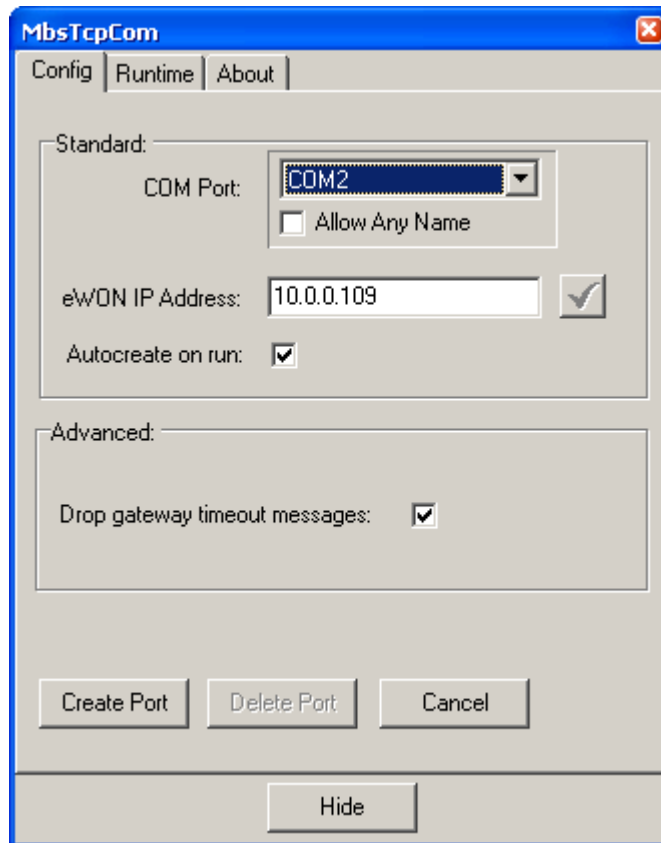 MbsTcpCom
Config Runtime About
Standard:
COM Port: COM2
Allow Any Name
eWON IP Address: 10.0.0.109
Autocreate on run:
Advanced:
Drop gateway timeout messages:
Create Port Delete Port Cancel
Hide